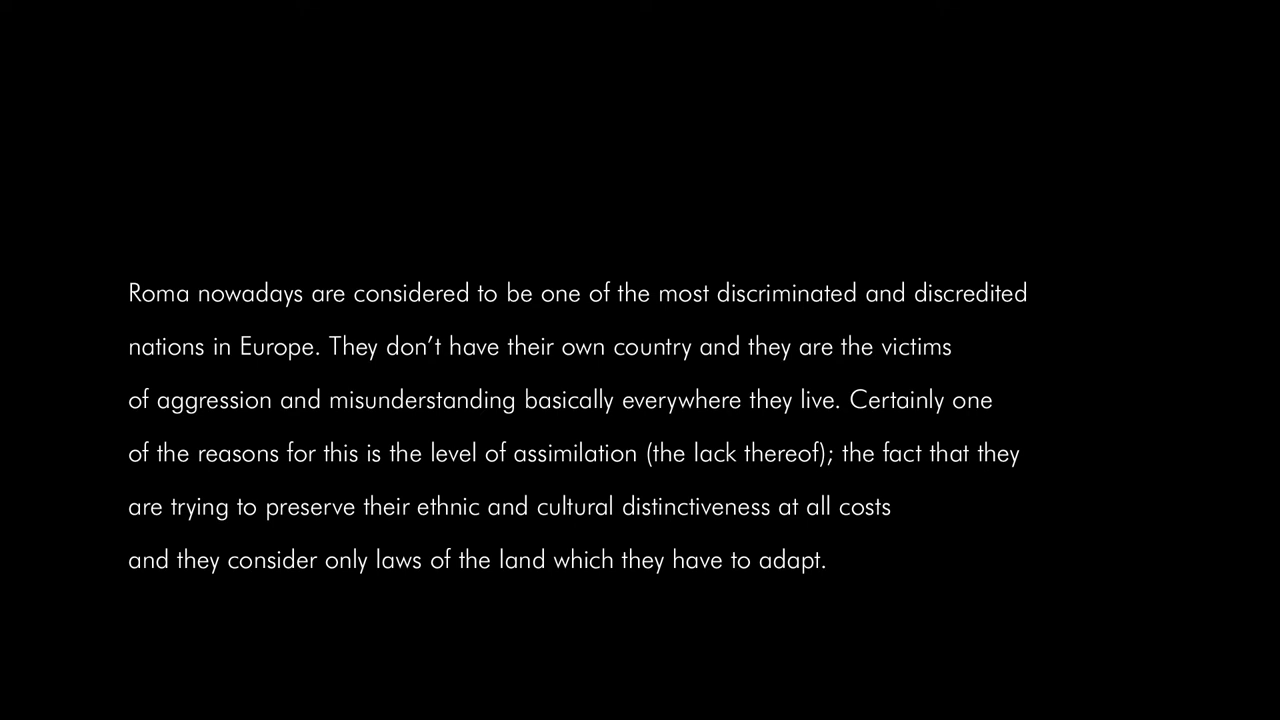 Roma nowadays are considered to be one of the most discriminated and discredited
nations in Europe. They don’t have their own country and they are the victims
of aggression and misunderstanding basically everywhere they live. Certainly one
of the reasons for this is the level of assimilation (the lack thereof); the fact that they
are trying to preserve their ethnic and cultural distinctiveness at all costs
and they consider only laws of the land which they have to adapt.